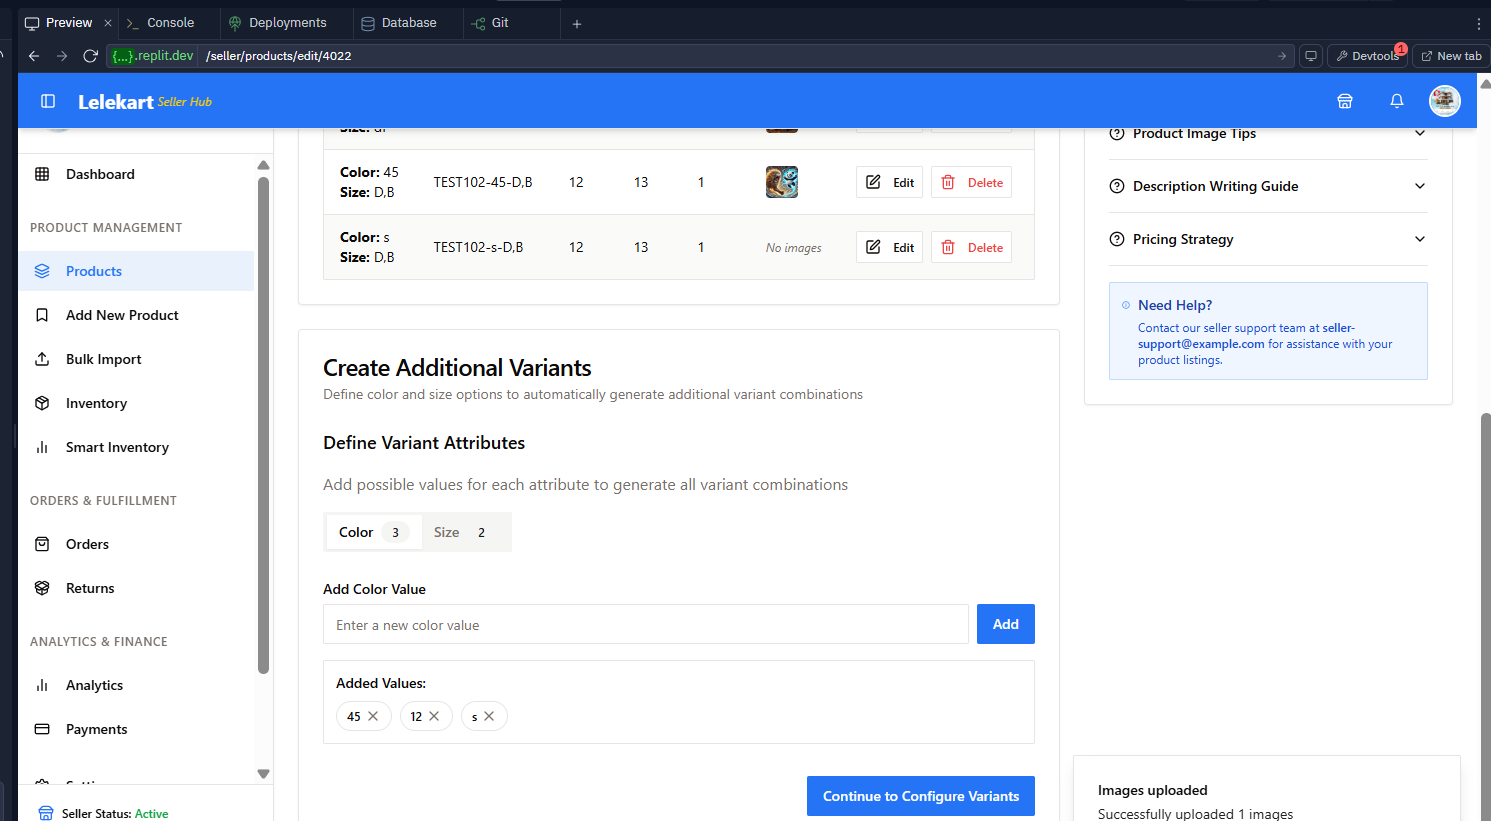 Preview
Console
Deployments
Database
Git
{...}.replit.dev /seller/products/edit/4022
Devtools 1
New tab
Lelekart Seller Hub
Dashboard
PRODUCT MANAGEMENT
Products
Add New Product
Bulk Import
Inventory
Smart Inventory
ORDERS & FULFILLMENT
Orders
Returns
ANALYTICS & FINANCE
Analytics
Payments
Seller Status: Active
Size:
Color: 45
Size: D,B
TEST102-45-D,B 12 13 1 Edit Delete
Color: s
Size: D,B
TEST102-s-D,B 12 13 1 No images Edit Delete
Create Additional Variants
Define color and size options to automatically generate additional variant combinations
Define Variant Attributes
Add possible values for each attribute to generate all variant combinations
Color 3 Size 2
Add Color Value
Enter a new color value Add
Added Values:
45 12 s
Continue to Configure Variants
Product Image Tips
Description Writing Guide
Pricing Strategy
Need Help?
Contact our seller support team at seller-
support@example.com for assistance with your
product listings.
Images uploaded
Successfully uploaded 1 images